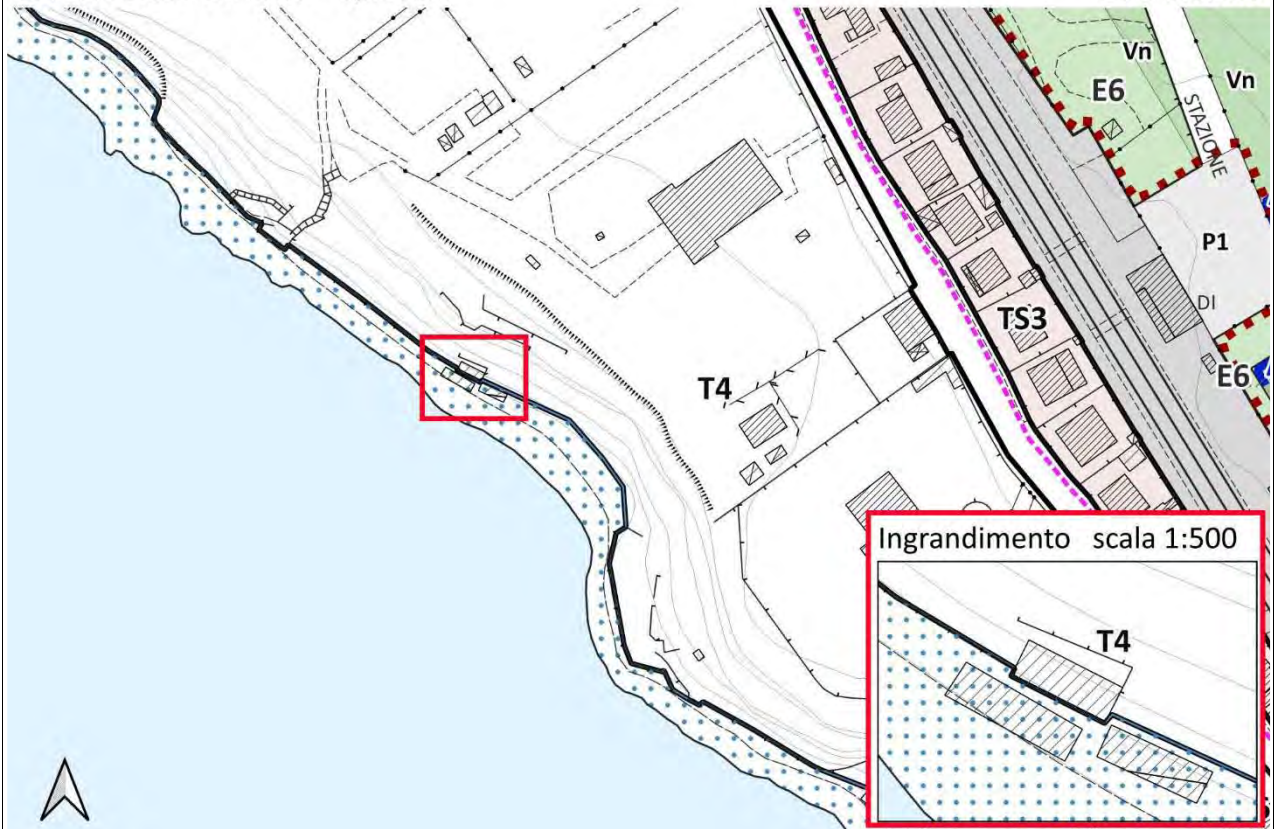 Vn
E6
Vn
STAZIONE
P1
DI
TS3
E6
T4
Ingrandimento scala 1:500
T4